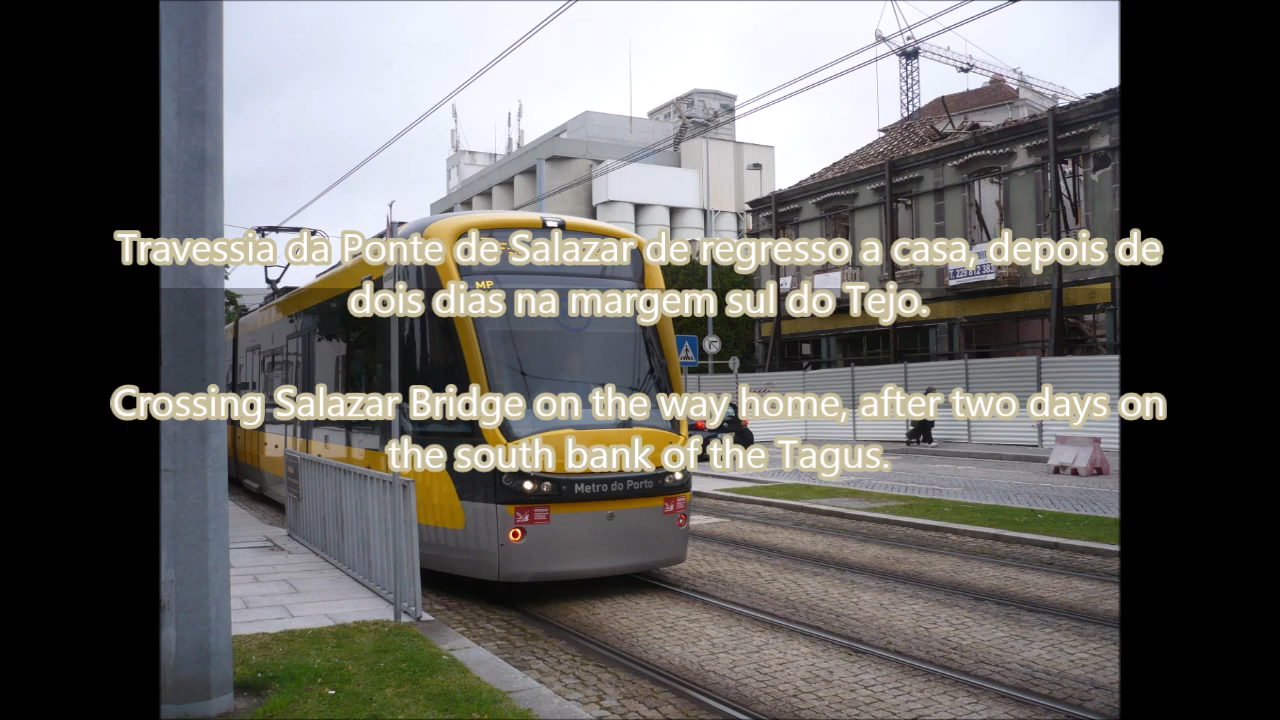 Travessia da Ponte de Salazar de regresso a casa, depois de
dois dias na margem sul do Tejo.
MP
Crossing Salazar Bridge on the way home, after two days on
the south bank of the Tagus.
Metro do Porto